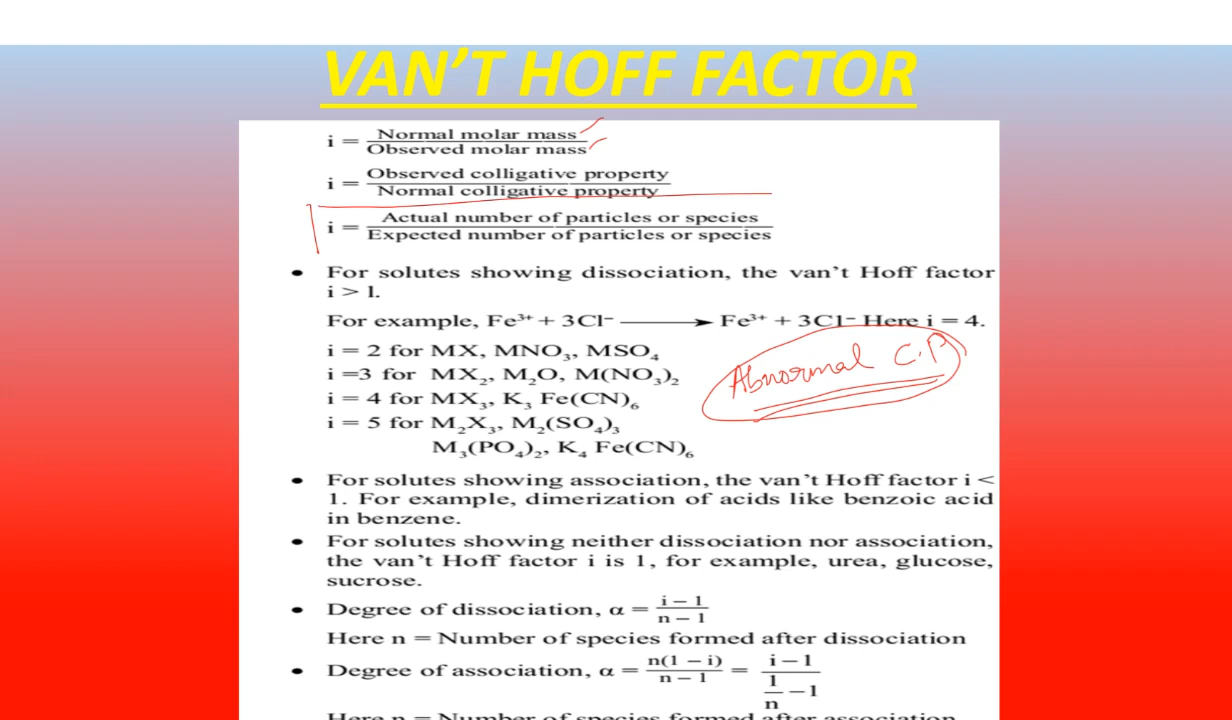 VAN'T HOFF FACTOR
i = Normal molar mass / Observed molar mass
i = Observed colligative property / Normal colligative property
i = Actual number of particles or species / Expected number of particles or species
• For solutes showing dissociation, the van't Hoff factor
i > 1.
For example, Fe³⁺ + 3Cl⁻ ⟶ Fe³⁺ + 3Cl⁻ Here i = 4.
i = 2 for MX, MNO₃, MSO₄
i =3 for MX₂, M₂O, M(NO₃)₂
i = 4 for MX₃, K₃ Fe(CN)₆
i = 5 for M₂X₃, M₂(SO₄)₃
M₃(PO₄)₂, K₄ Fe(CN)₆
Abnormal C.P
• For solutes showing association, the van't Hoff factor i <
1. For example, dimerization of acids like benzoic acid
in benzene.
• For solutes showing neither dissociation nor association,
the van't Hoff factor i is 1, for example, urea, glucose,
sucrose.
• Degree of dissociation, α = i − 1 / n − 1
Here n = Number of species formed after dissociation
• Degree of association, α = n(1 − i) / n − 1 = i − 1 / (1/n − 1)
Here n = Number of species formed after association